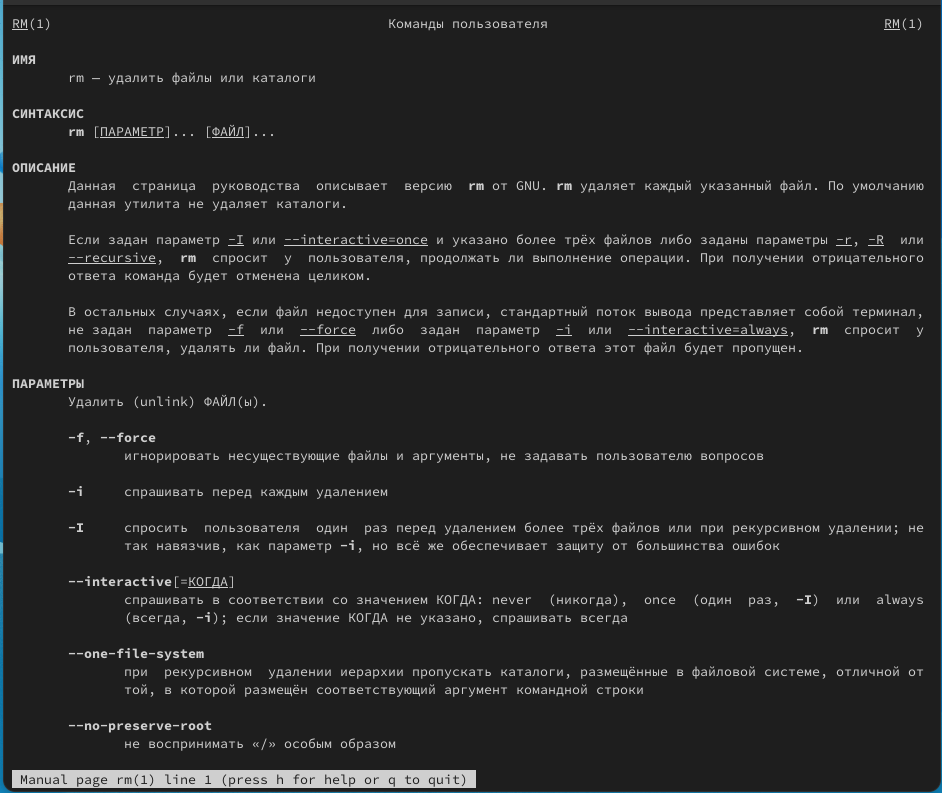 RM(1) Команды пользователя RM(1)
ИМЯ
rm — удалить файлы или каталоги
СИНТАКСИС
rm [ПАРАМЕТР]... [ФАЙЛ]...
ОПИСАНИЕ
Данная страница руководства описывает версию rm от GNU. rm удаляет каждый указанный файл. По умолчанию
данная утилита не удаляет каталоги.
Если задан параметр -I или --interactive=once и указано более трёх файлов либо заданы параметры -r, -R или
--recursive, rm спросит у пользователя, продолжать ли выполнение операции. При получении отрицательного
ответа команда будет отменена целиком.
В остальных случаях, если файл недоступен для записи, стандартный поток вывода представляет собой терминал,
не задан параметр -f или --force либо задан параметр -i или --interactive=always, rm спросит у
пользователя, удалять ли файл. При получении отрицательного ответа этот файл будет пропущен.
ПАРАМЕТРЫ
Удалить (unlink) ФАЙЛ(ы).
-f, --force
игнорировать несуществующие файлы и аргументы, не задавать пользователю вопросов
-i спрашивать перед каждым удалением
-I спросить пользователя один раз перед удалением более трёх файлов или при рекурсивном удалении; не
так навязчив, как параметр -i, но всё же обеспечивает защиту от большинства ошибок
--interactive[=КОГДА]
спрашивать в соответствии со значением КОГДА: never (никогда), once (один раз, -I) или always
(всегда, -i); если значение КОГДА не указано, спрашивать всегда
--one-file-system
при рекурсивном удалении иерархии пропускать каталоги, размещённые в файловой системе, отличной от
той, в которой размещён соответствующий аргумент командной строки
--no-preserve-root
не воспринимать «/» особым образом
Manual page rm(1) line 1 (press h for help or q to quit)